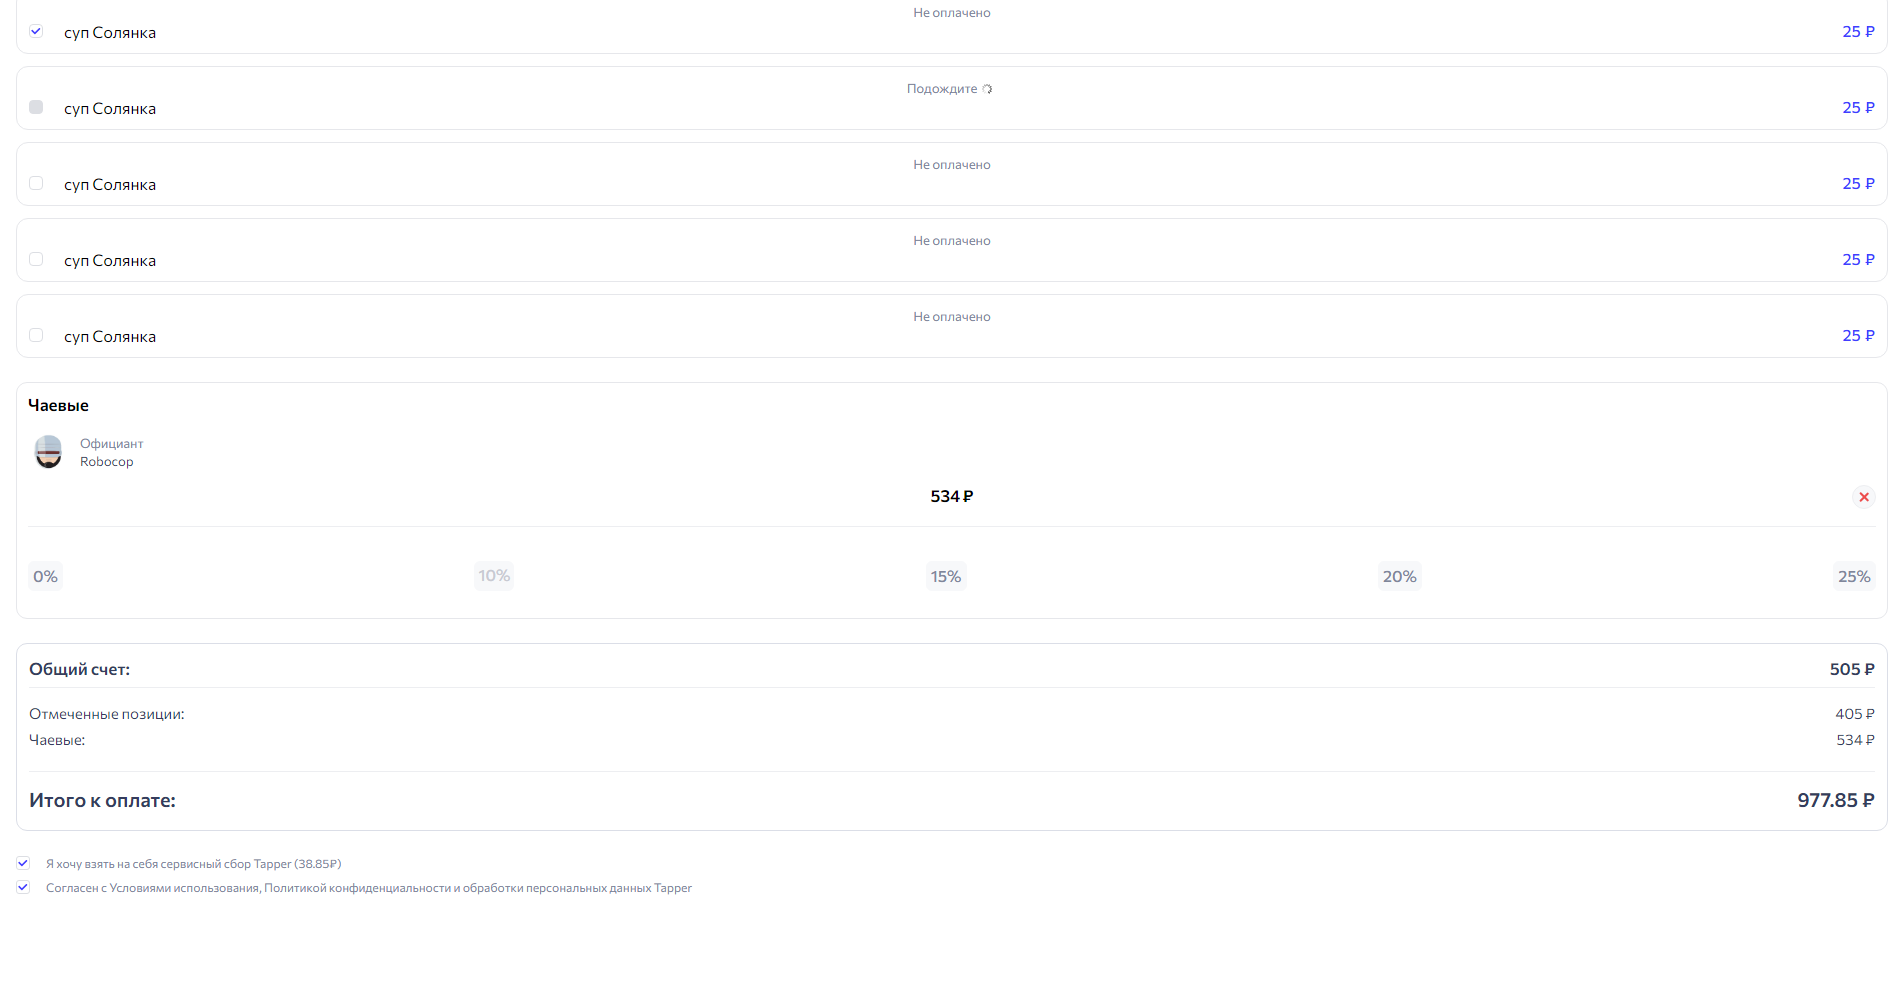 Не оплачено
суп Солянка
25 ₽
Подождите
суп Солянка
25 ₽
Не оплачено
суп Солянка
25 ₽
Не оплачено
суп Солянка
25 ₽
Не оплачено
суп Солянка
25 ₽
Чаевые
Официант
Robocop
534 ₽
0%
10%
15%
20%
25%
Общий счет:
505 ₽
Отмеченные позиции:
405 ₽
Чаевые:
534 ₽
Итого к оплате:
977.85 ₽
Я хочу взять на себя сервисный сбор Tapper (38.85₽)
Согласен с Условиями использования, Политикой конфиденциальности и обработки персональных данных Tapper